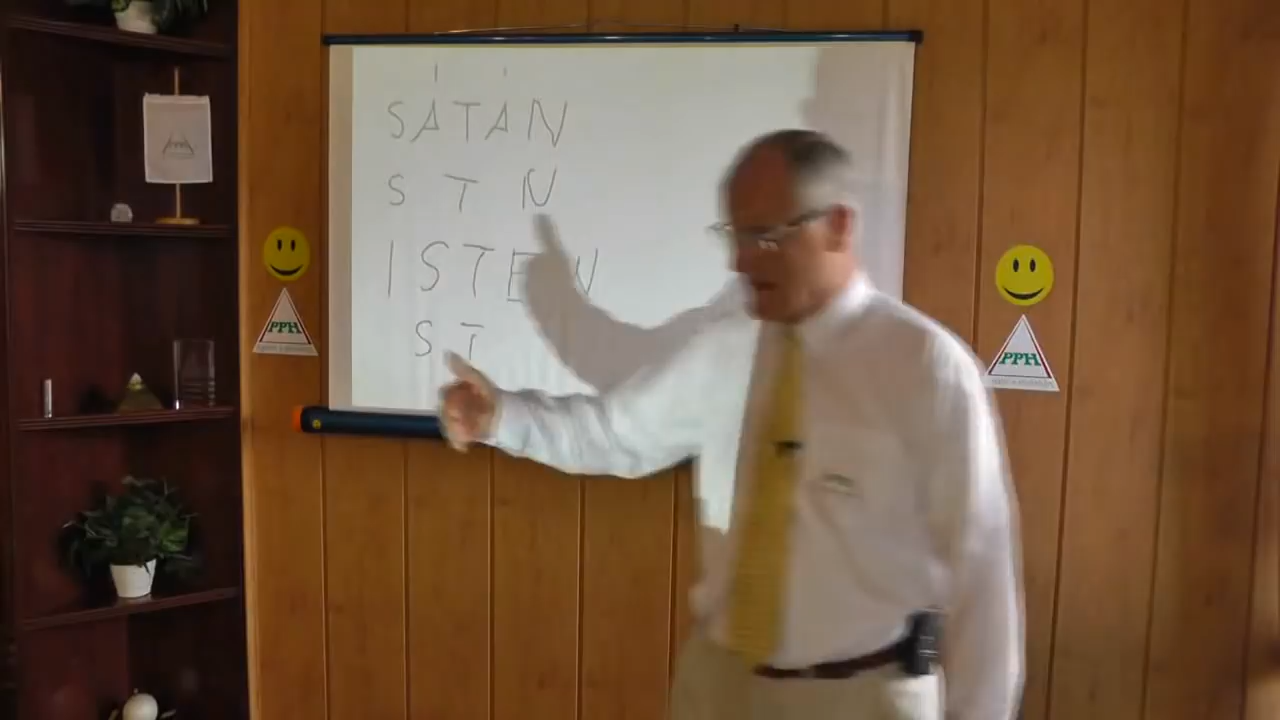 SÁTÁN
S T N
ISTEN
S T
PPH
PPH